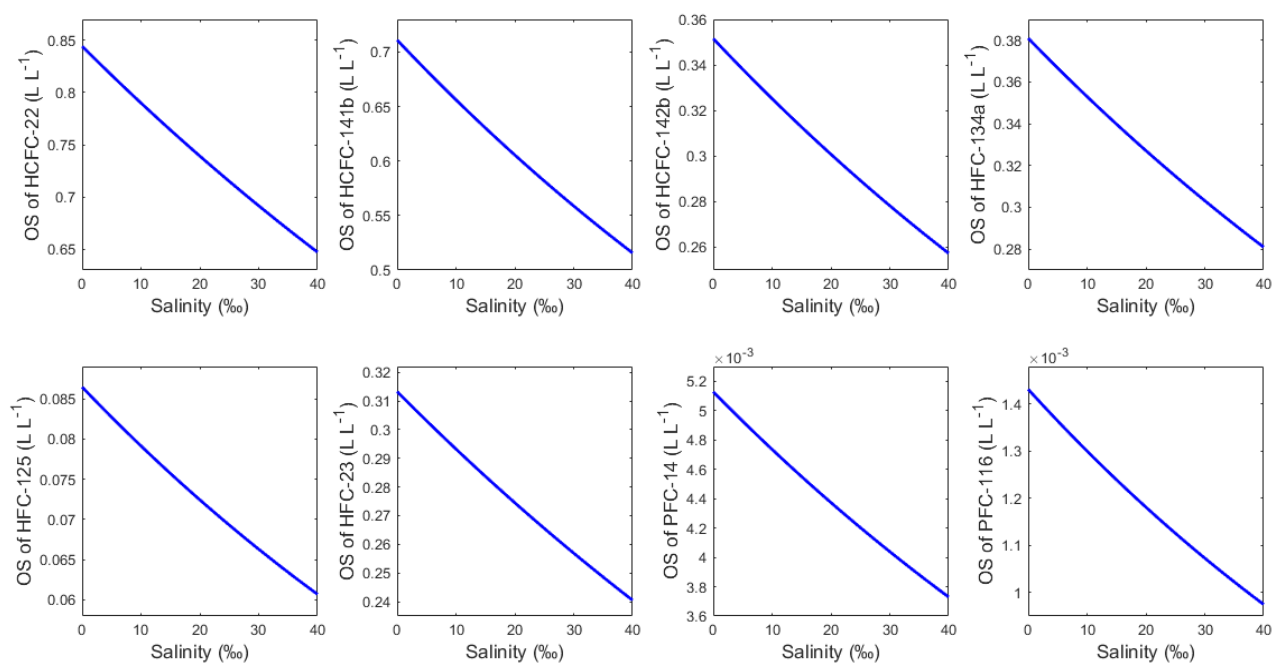 OS of HCFC-22 (L L⁻¹)
0.85
0.8
0.75
0.7
0.65
0 10 20 30 40
Salinity (‰)
OS of HCFC-141b (L L⁻¹)
0.7
0.65
0.6
0.55
0.5
0 10 20 30 40
Salinity (‰)
OS of HCFC-142b (L L⁻¹)
0.36
0.34
0.32
0.3
0.28
0.26
0 10 20 30 40
Salinity (‰)
OS of HFC-134a (L L⁻¹)
0.38
0.36
0.34
0.32
0.3
0.28
0 10 20 30 40
Salinity (‰)
OS of HFC-125 (L L⁻¹)
0.085
0.08
0.075
0.07
0.065
0.06
0 10 20 30 40
Salinity (‰)
OS of HFC-23 (L L⁻¹)
0.32
0.31
0.3
0.29
0.28
0.27
0.26
0.25
0.24
0 10 20 30 40
Salinity (‰)
×10⁻³
OS of PFC-14 (L L⁻¹)
5.2
5
4.8
4.6
4.4
4.2
4
3.8
3.6
0 10 20 30 40
Salinity (‰)
×10⁻³
OS of PFC-116 (L L⁻¹)
1.4
1.3
1.2
1.1
1
0 10 20 30 40
Salinity (‰)